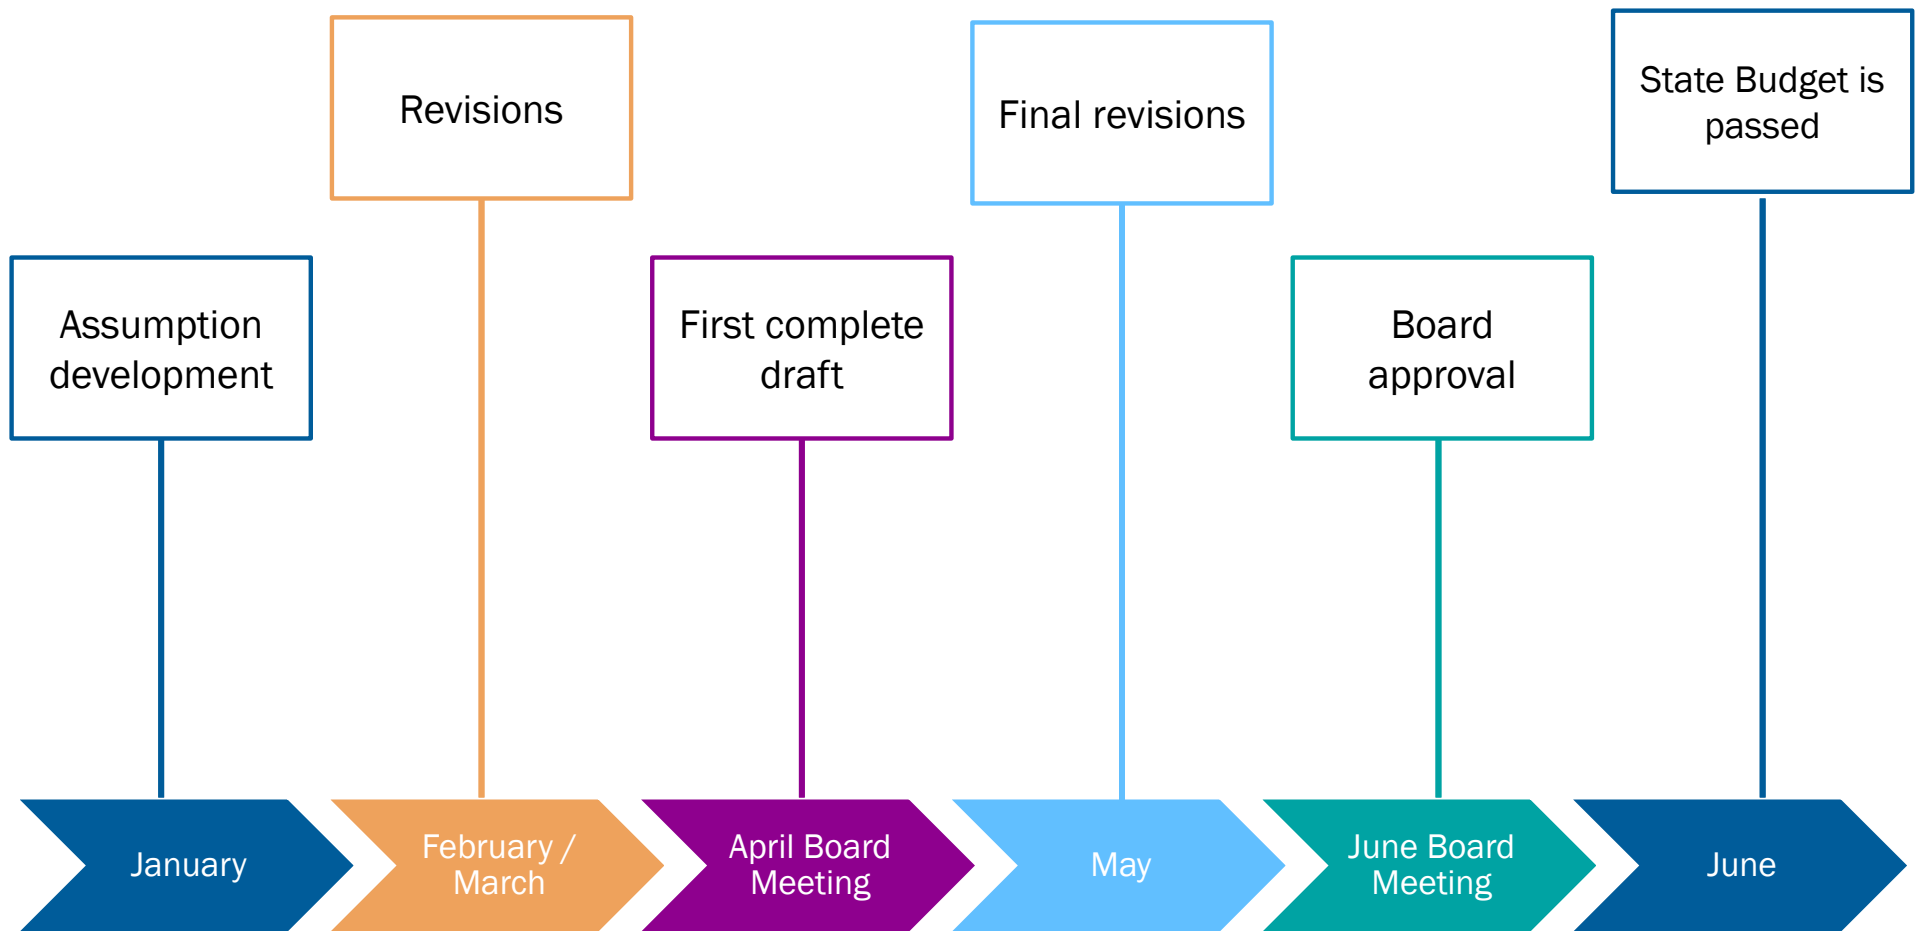 Revisions
Final revisions
State Budget is
passed
Assumption
development
First complete
draft
Board
approval
January
February /
March
April Board
Meeting
May
June Board
Meeting
June